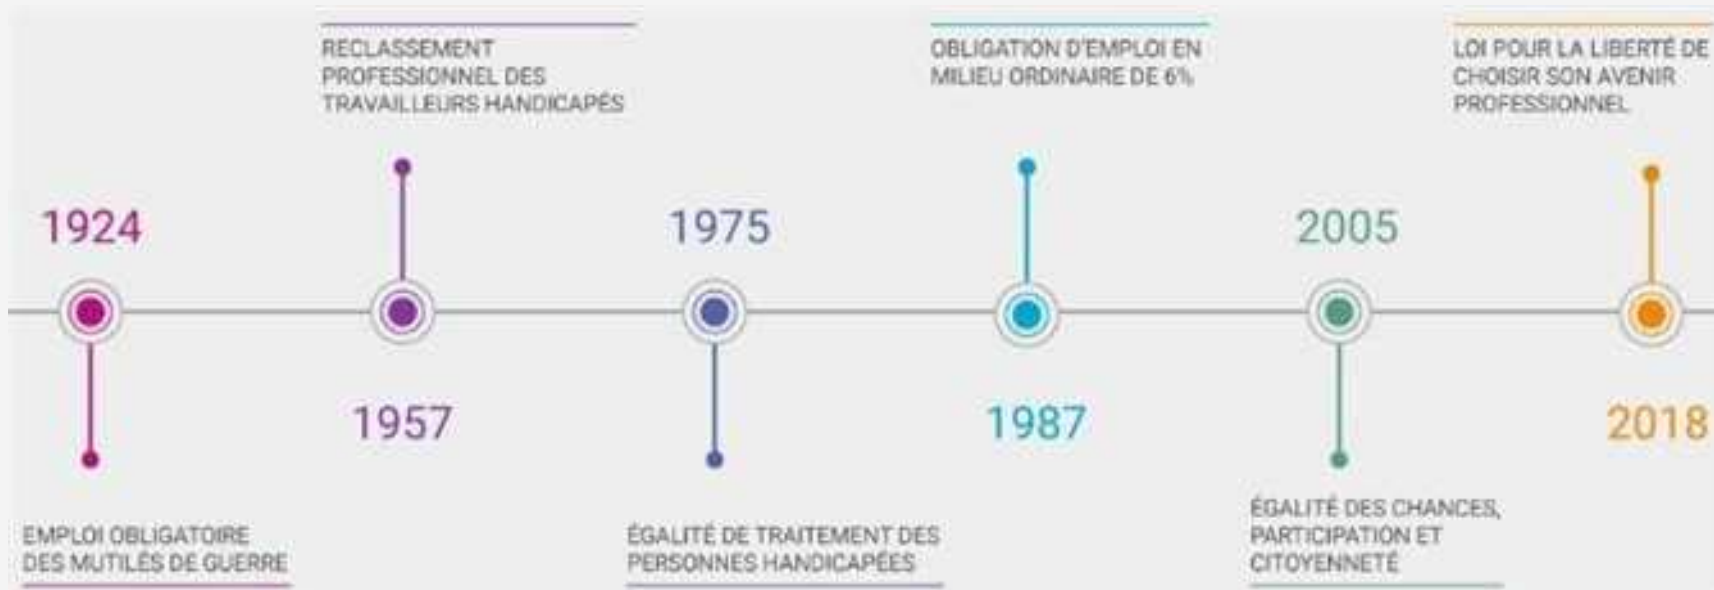 1924
EMPLOI OBLIGATOIRE
DES MUTILÉS DE GUERRE
RECLASSEMENT
PROFESSIONNEL DES
TRAVAILLEURS HANDICAPÉS
1957
1975
ÉGALITÉ DE TRAITEMENT DES
PERSONNES HANDICAPÉES
OBLIGATION D'EMPLOI EN
MILIEU ORDINAIRE DE 6%
1987
2005
ÉGALITÉ DES CHANCES,
PARTICIPATION ET
CITOYENNETÉ
LOI POUR LA LIBERTÉ DE
CHOISIR SON AVENIR
PROFESSIONNEL
2018